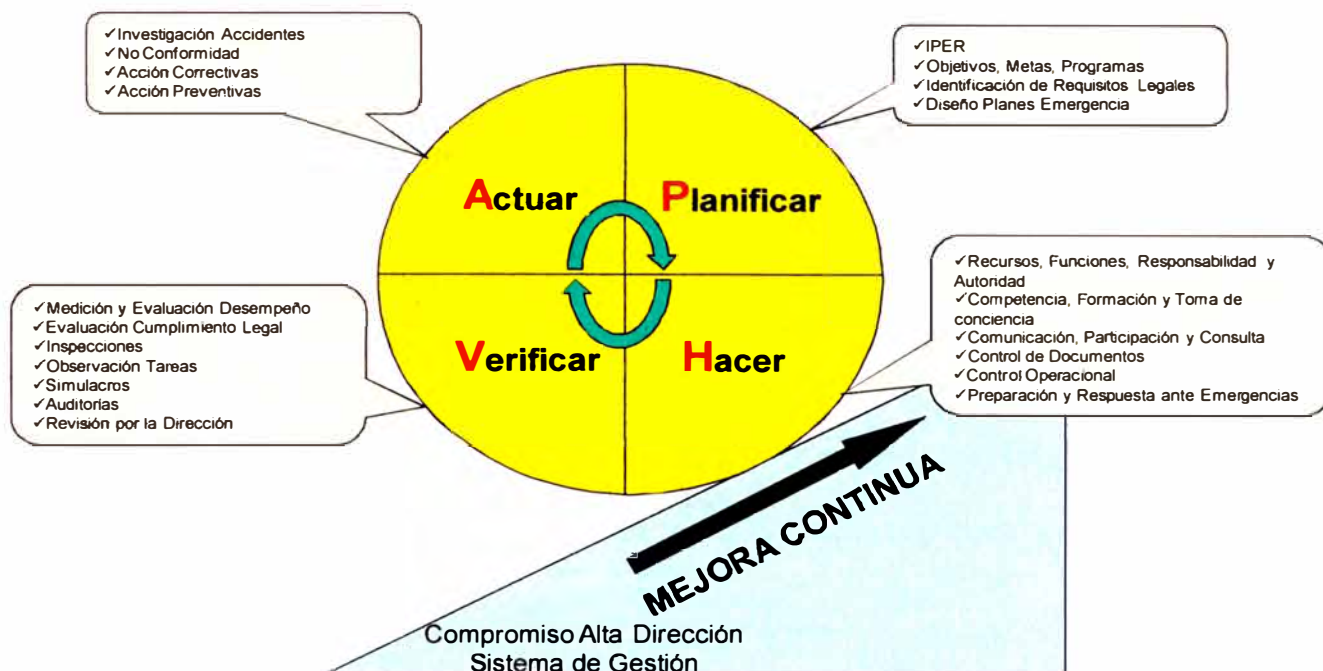 ✓Investigación Accidentes
✓No Conformidad
✓Acción Correctivas
✓Acción Preventivas
✓IPER
✓Objetivos, Metas, Programas
✓Identificación de Requisitos Legales
✓Diseño Planes Emergencia
Actuar
Planificar
✓Medición y Evaluación Desempeño
✓Evaluación Cumplimiento Legal
✓Inspecciones
✓Observación Tareas
✓Simulacros
✓Auditorías
✓Revisión por la Dirección
Verificar
Hacer
✓Recursos, Funciones, Responsabilidad y
Autoridad
✓Competencia, Formación y Toma de
conciencia
✓Comunicación, Participación y Consulta
✓Control de Documentos
✓Control Operacional
✓Preparación y Respuesta ante Emergencias
MEJORA CONTINUA
Compromiso Alta Dirección
Sistema de Gestión